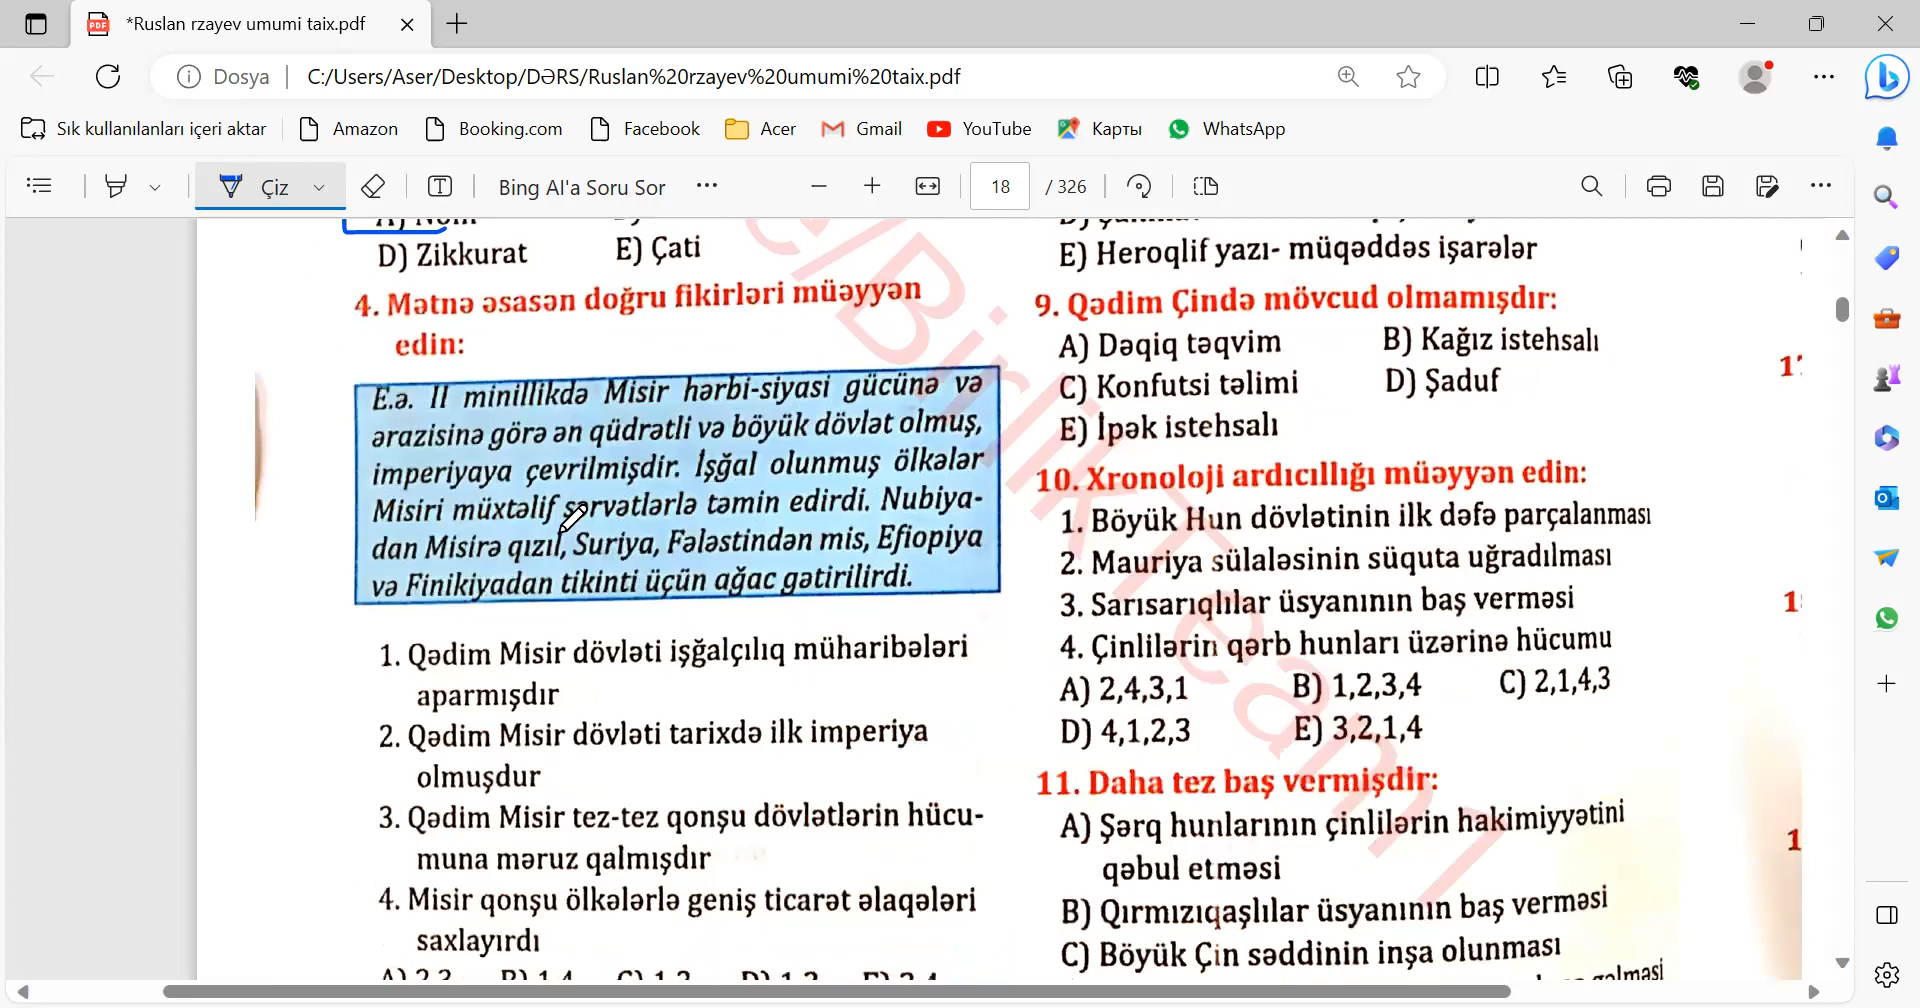 *Ruslan rzayev umumi taix.pdf
Dosya
C:/Users/Aser/Desktop/DƏRS/Ruslan%20rzayev%20umumi%20taix.pdf
Sık kullanılanları içeri aktar
Amazon
Booking.com
Facebook
Acer
Gmail
YouTube
Карты
WhatsApp
Çiz
Bing AI'a Soru Sor
18 / 326
D) Zikkurat E) Çati
4. Mətnə əsasən doğru fikirləri müəyyən
edin:
E.ə. II minillikdə Misir hərbi-siyasi gücünə və
ərazisinə görə ən qüdrətli və böyük dövlət olmuş,
imperiyaya çevrilmişdir. İşğal olunmuş ölkələr
Misiri müxtəlif sərvətlərlə təmin edirdi. Nubiya-
dan Misirə qızıl, Suriya, Fələstindən mis, Efiopiya
və Finikiyadan tikinti üçün ağac gətirilirdi.
1. Qədim Misir dövləti işğalçılıq müharibələri
aparmışdır
2. Qədim Misir dövləti tarixdə ilk imperiya
olmuşdur
3. Qədim Misir tez-tez qonşu dövlətlərin hücu-
muna məruz qalmışdır
4. Misir qonşu ölkələrlə geniş ticarət əlaqələri
saxlayırdı
E) Heroqlif yazı- müqəddəs işarələr
9. Qədim Çində mövcud olmamışdır:
A) Dəqiq təqvim B) Kağız istehsalı
C) Konfutsi təlimi D) Şaduf
E) İpək istehsalı
10. Xronoloji ardıcıllığı müəyyən edin:
1. Böyük Hun dövlətinin ilk dəfə parçalanması
2. Mauriya sülaləsinin süquta uğradılması
3. Sarısarıqlılar üsyanının baş verməsi
4. Çinlilərin qərb hunları üzərinə hücumu
A) 2,4,3,1 B) 1,2,3,4 C) 2,1,4,3
D) 4,1,2,3 E) 3,2,1,4
11. Daha tez baş vermişdir:
A) Şərq hunlarının çinlilərin hakimiyyətini
qəbul etməsi
B) Qırmızıqaşlılar üsyanının baş verməsi
C) Böyük Çin səddinin inşa olunması